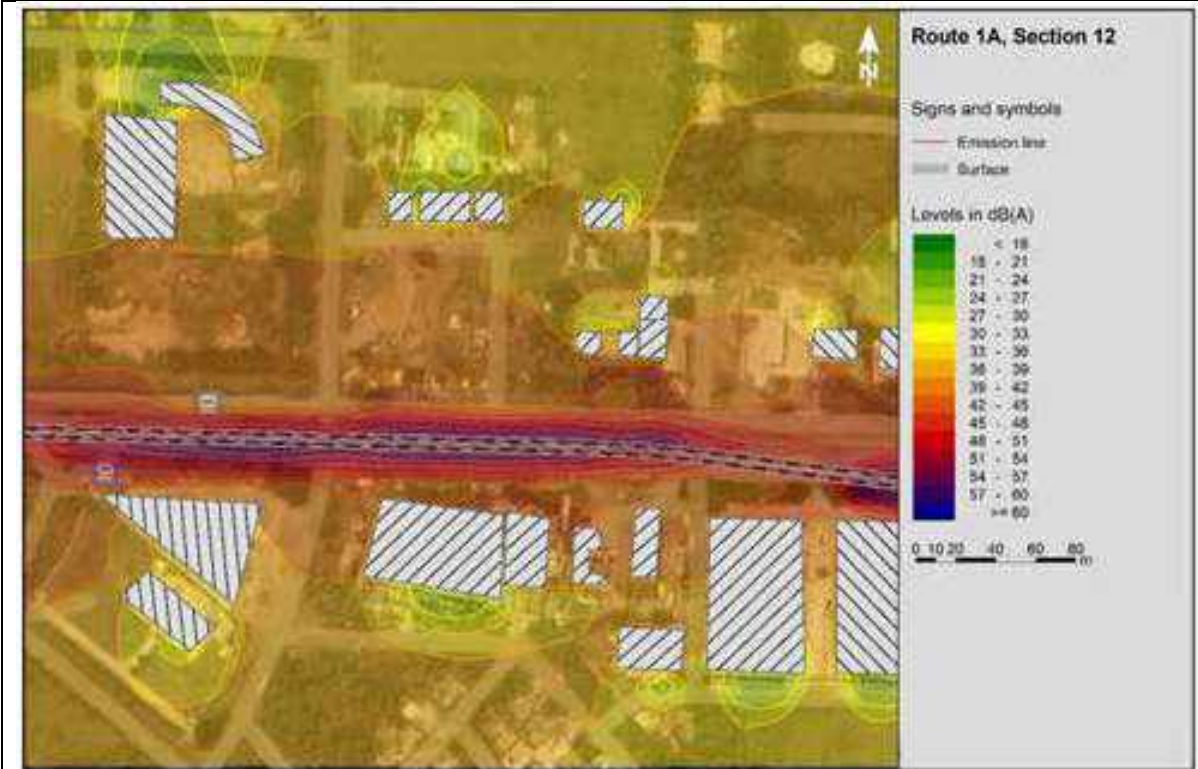 N
Route 1A, Section 12
Signs and symbols
Emission line
Surface
Levels in dB(A)
< 18
18 - 21
21 - 24
24 - 27
27 - 30
30 - 33
33 - 36
36 - 39
39 - 42
42 - 45
45 - 48
48 - 51
51 - 54
54 - 57
57 - 60
>= 60
0 10 20 40 60 80
m